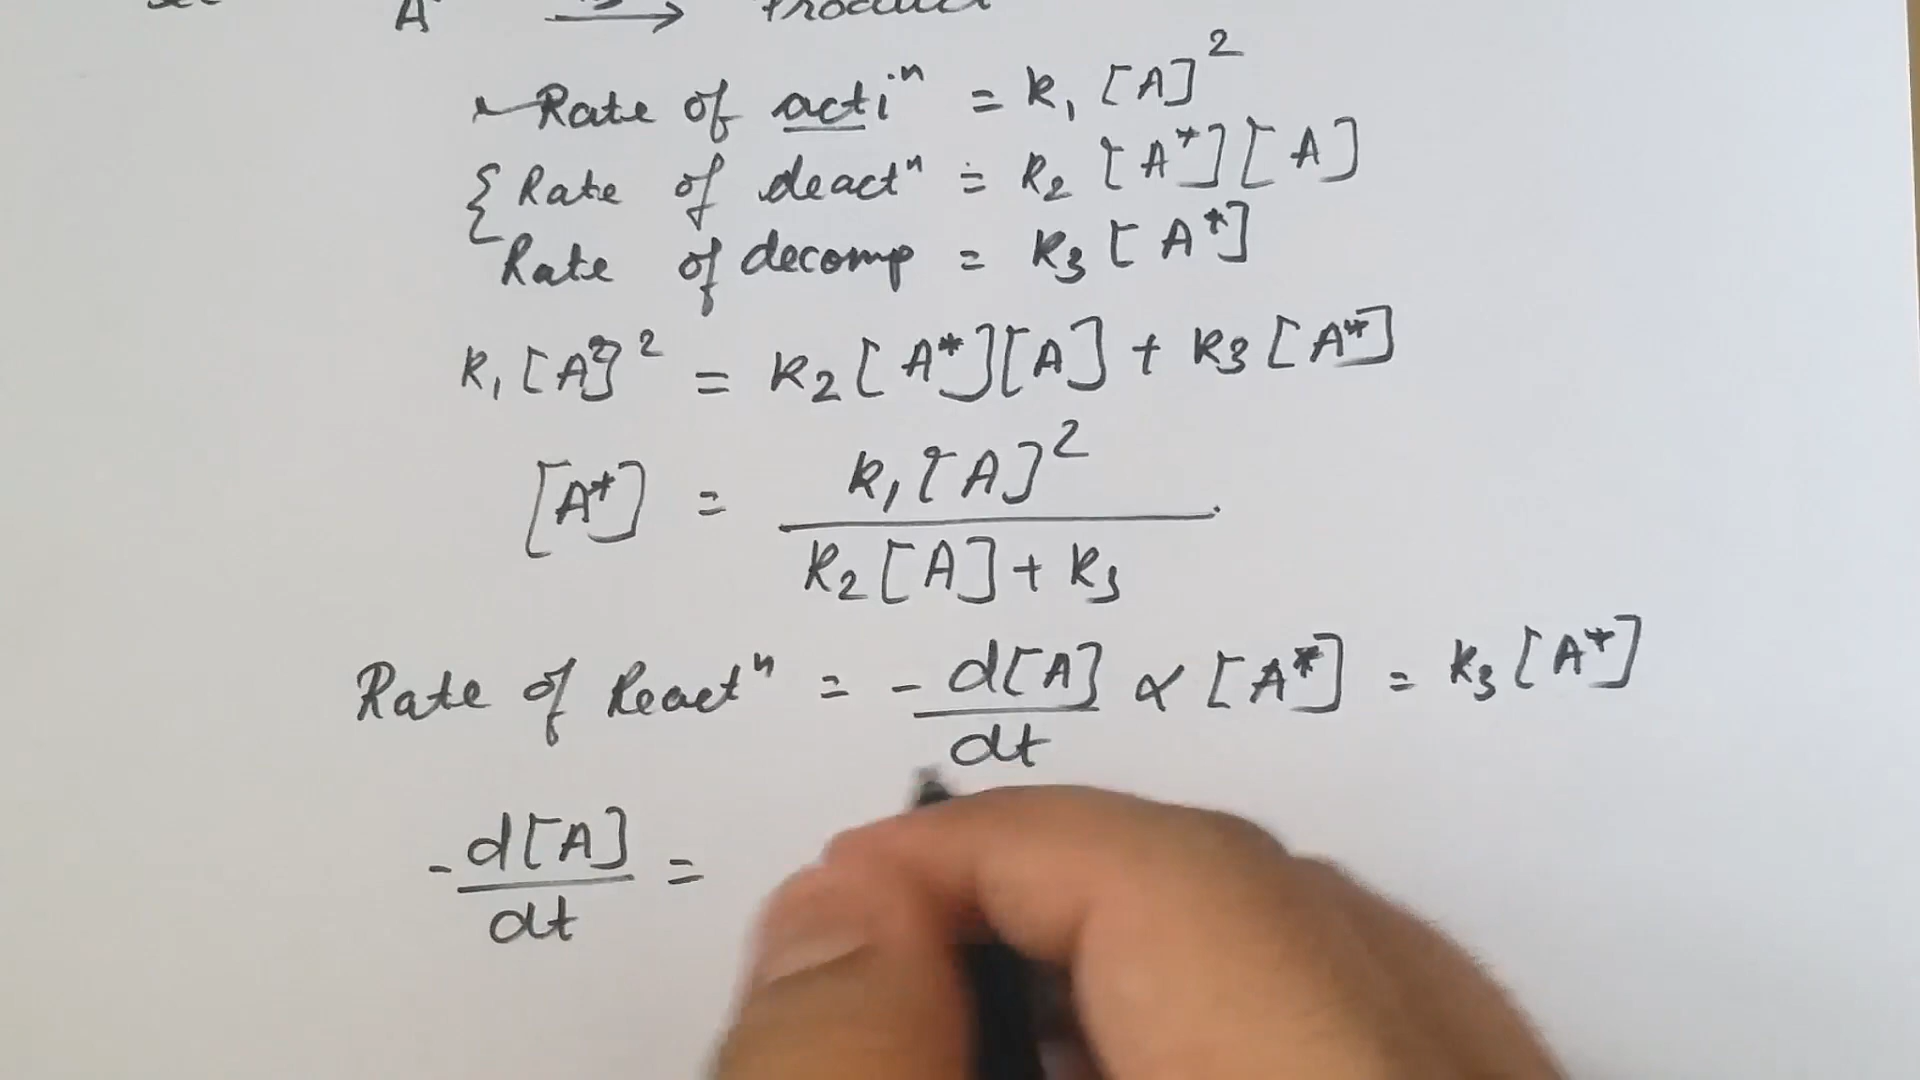 A* → Product
Rate of actiⁿ = k₁ [A]²
{ Rate of deactⁿ = k₂ [A*][A]
Rate of decomp = k₃ [A*]
k₁[A]² = k₂[A*][A] + k₃[A*]
[A*] = k₁[A]² / k₂[A] + k₃
Rate of Reactⁿ = - d[A]/dt ∝ [A*] = k₃[A*]
- d[A]/dt =